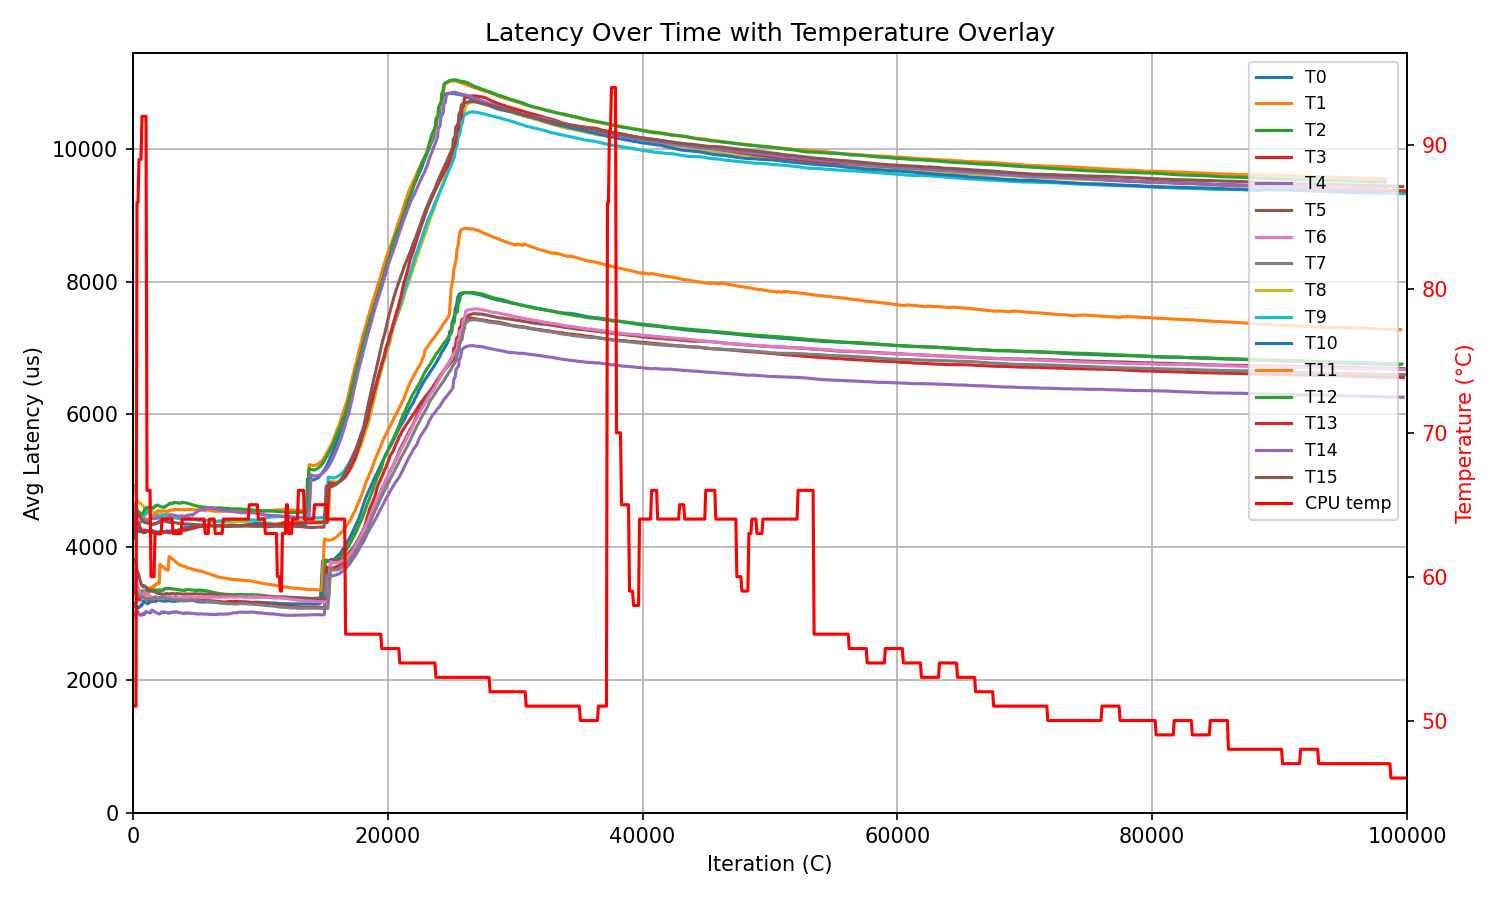 Latency Over Time with Temperature Overlay
Avg Latency (us)
10000
8000
6000
4000
2000
0
0
20000
40000
60000
80000
100000
Iteration (C)
90
80
70
60
50
Temperature (°C)
T0
T1
T2
T3
T4
T5
T6
T7
T8
T9
T10
T11
T12
T13
T14
T15
CPU temp